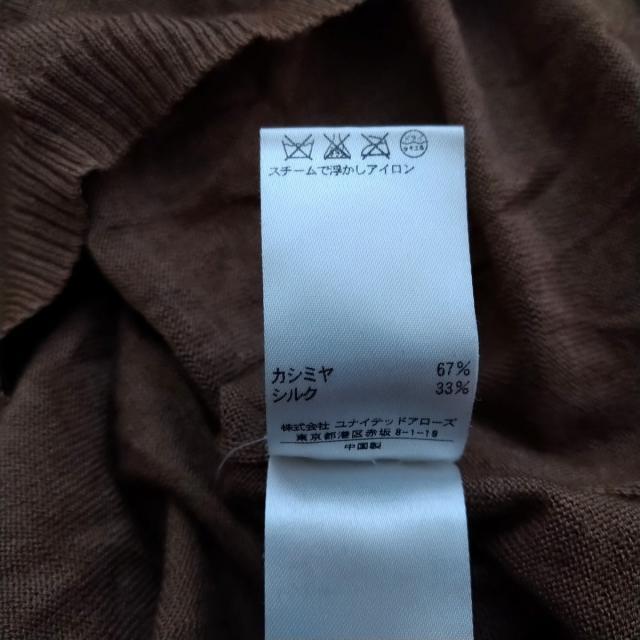 スチームで浮かしアイロン
カシミヤ 67%
シルク 33%
株式会社 ユナイテッドアローズ
東京都港区赤坂8-1-19
中国製